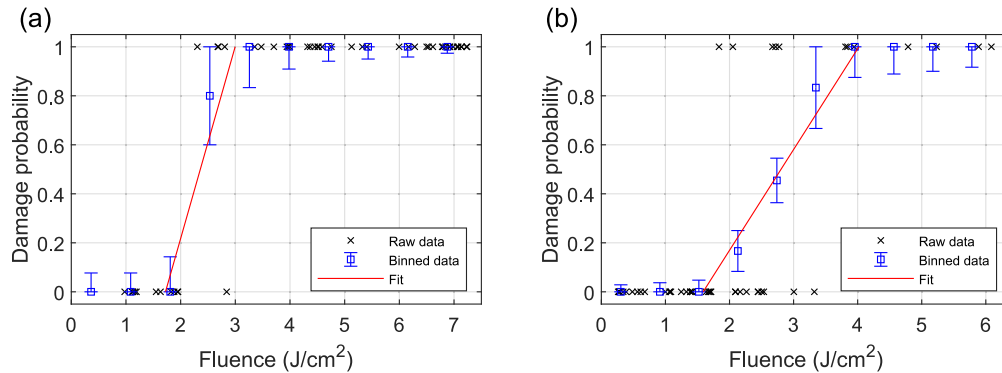 (a)
Damage probability
1
0.8
0.6
0.4
0.2
0
0 1 2 3 4 5 6 7
Fluence (J/cm²)
Raw data
Binned data
Fit
(b)
Damage probability
1
0.8
0.6
0.4
0.2
0
0 1 2 3 4 5 6
Fluence (J/cm²)
Raw data
Binned data
Fit